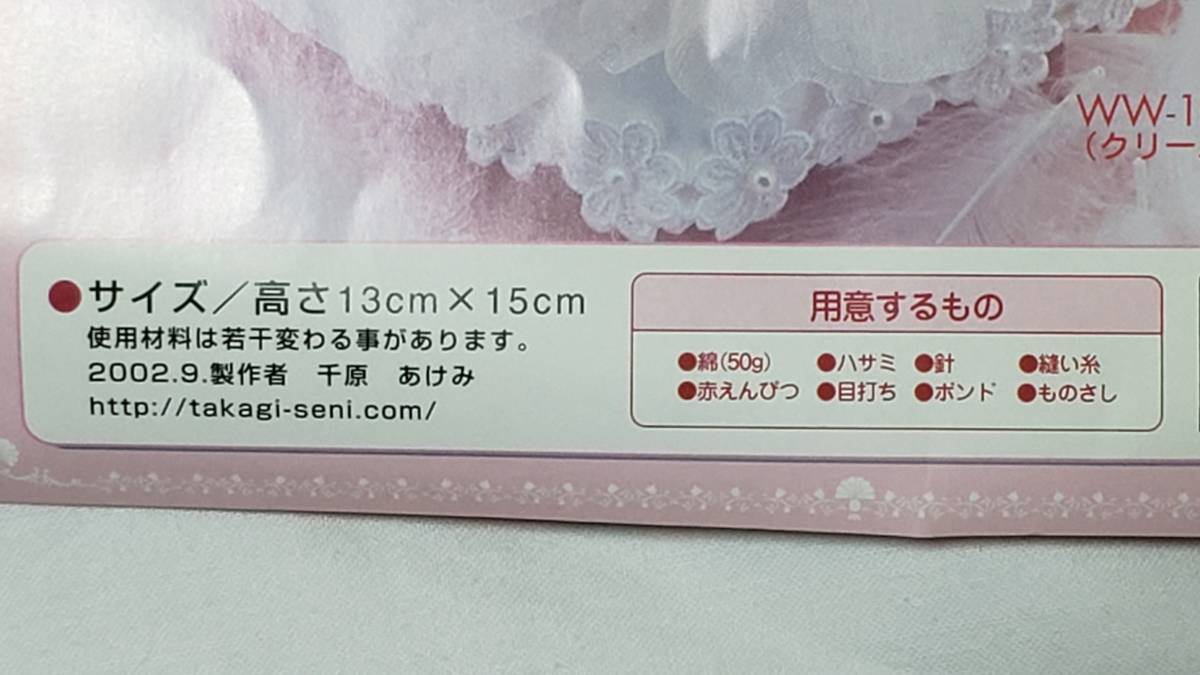 WW-1
(クリー
●サイズ／高さ13cm×15cm
使用材料は若干変わる事があります。
2002.9.製作者　千原　あけみ
http://takagi-seni.com/
用意するもの
●綿(50g) ●ハサミ ●針 ●縫い糸
●赤えんぴつ ●目打ち ●ボンド ●ものさし